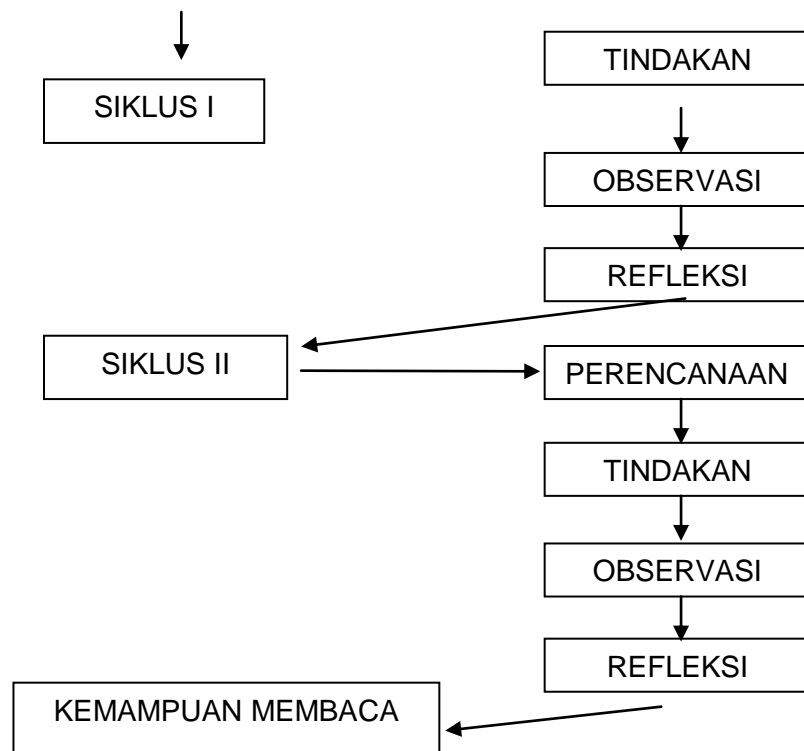 TINDAKAN
SIKLUS I
OBSERVASI
REFLEKSI
SIKLUS II
PERENCANAAN
TINDAKAN
OBSERVASI
REFLEKSI
KEMAMPUAN MEMBACA